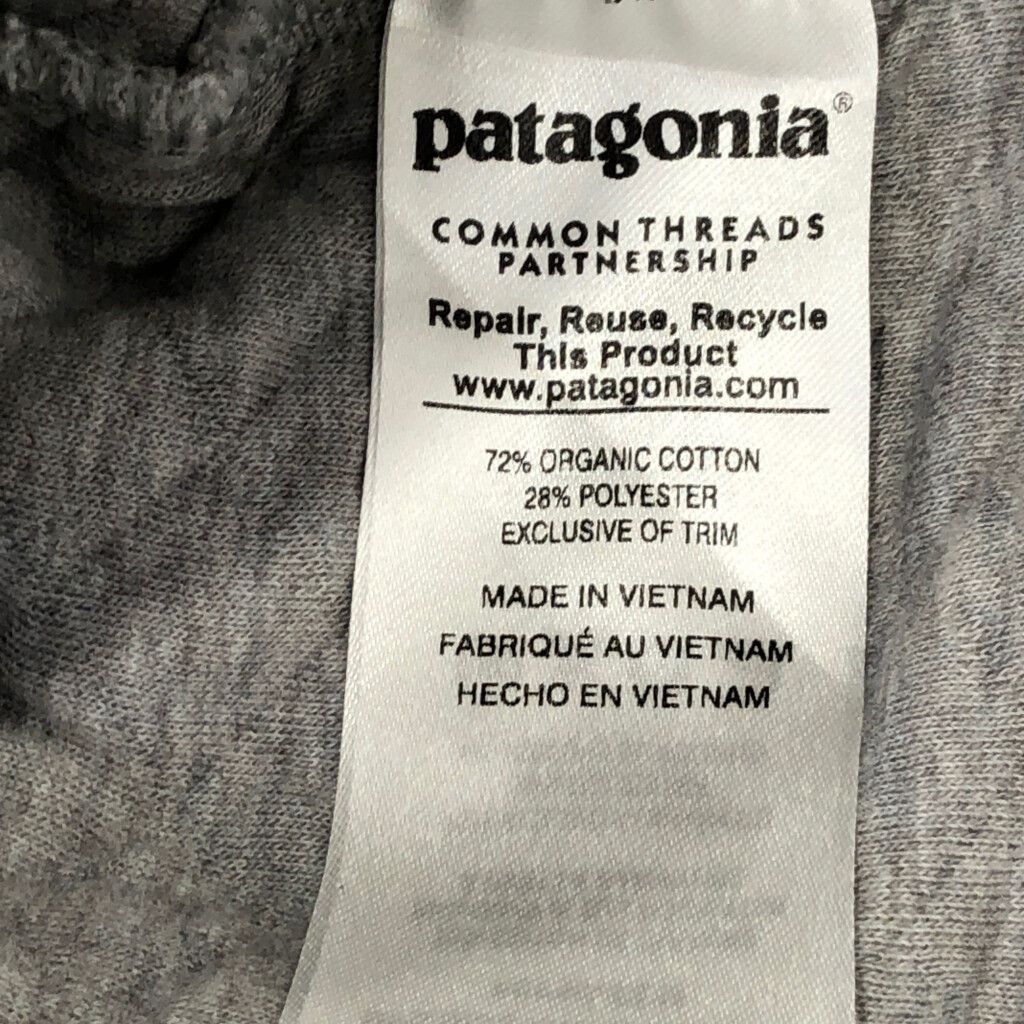 patagonia®
COMMON THREADS
PARTNERSHIP
Repair, Reuse, Recycle
This Product
www.patagonia.com
72% ORGANIC COTTON
28% POLYESTER
EXCLUSIVE OF TRIM
MADE IN VIETNAM
FABRIQUÉ AU VIETNAM
HECHO EN VIETNAM